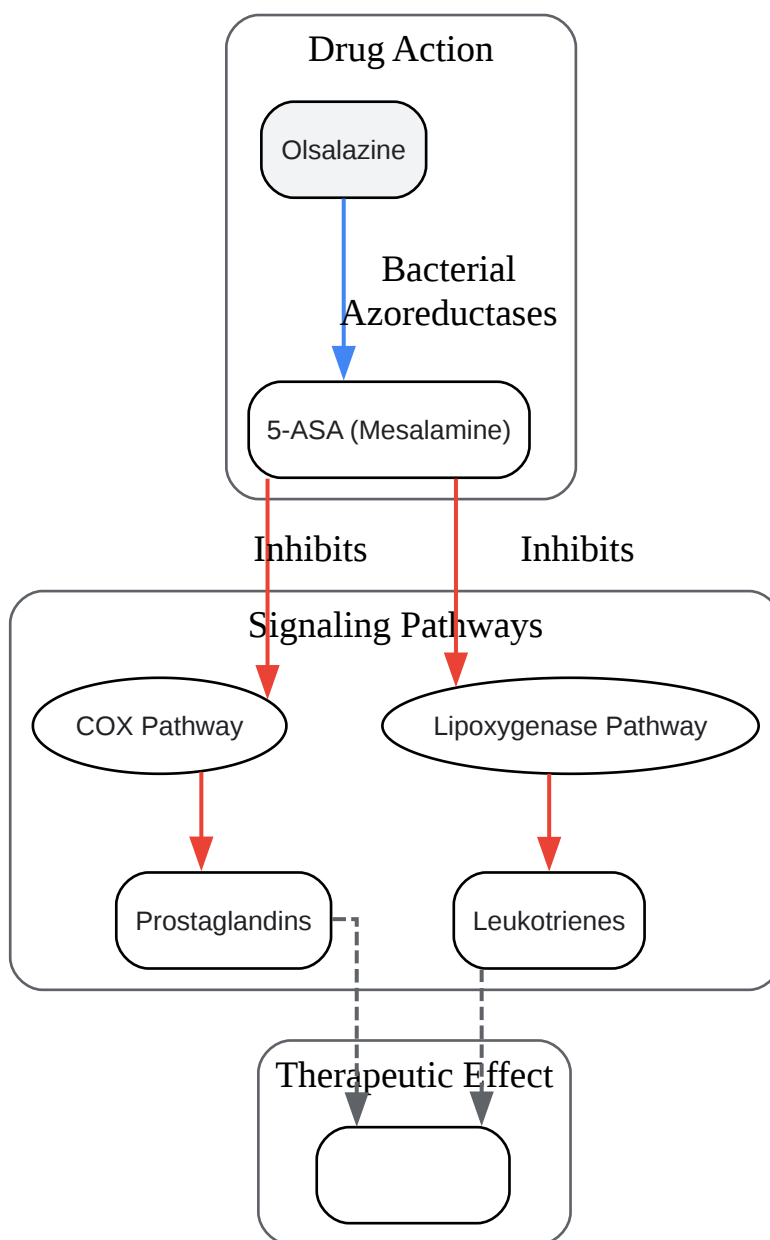 Drug Action
Olsalazine
Bacterial
Azoreductases
5-ASA (Mesalamine)
Inhibits
Inhibits
Signaling Pathways
COX Pathway
Lipoxygenase Pathway
Prostaglandins
Leukotrienes
Therapeutic Effect